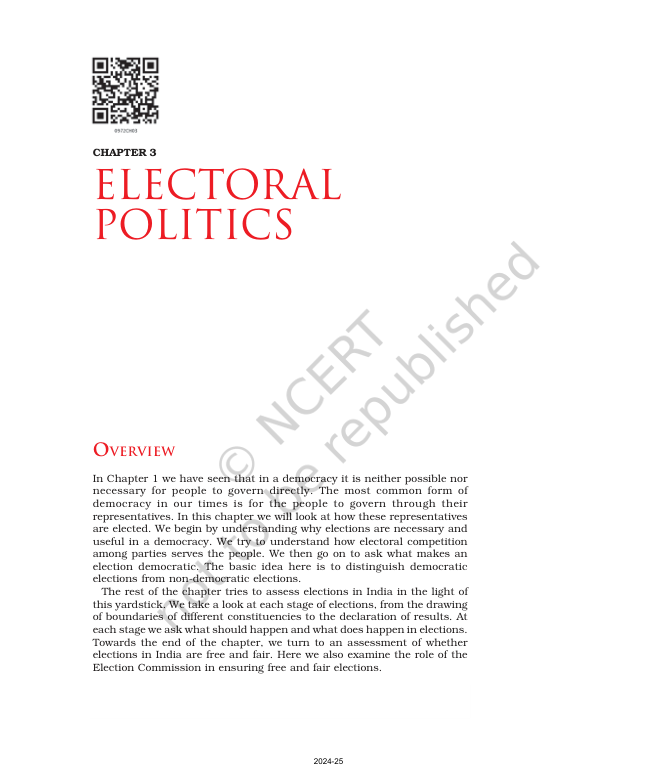 0972CH03
CHAPTER 3
ELECTORAL
POLITICS
© NCERT
not to be republished
OVERVIEW
In Chapter 1 we have seen that in a democracy it is neither possible nor
necessary for people to govern directly. The most common form of
democracy in our times is for the people to govern through their
representatives. In this chapter we will look at how these representatives
are elected. We begin by understanding why elections are necessary and
useful in a democracy. We try to understand how electoral competition
among parties serves the people. We then go on to ask what makes an
election democratic. The basic idea here is to distinguish democratic
elections from non-democratic elections.
The rest of the chapter tries to assess elections in India in the light of
this yardstick. We take a look at each stage of elections, from the drawing
of boundaries of different constituencies to the declaration of results. At
each stage we ask what should happen and what does happen in elections.
Towards the end of the chapter, we turn to an assessment of whether
elections in India are free and fair. Here we also examine the role of the
Election Commission in ensuring free and fair elections.
2024-25